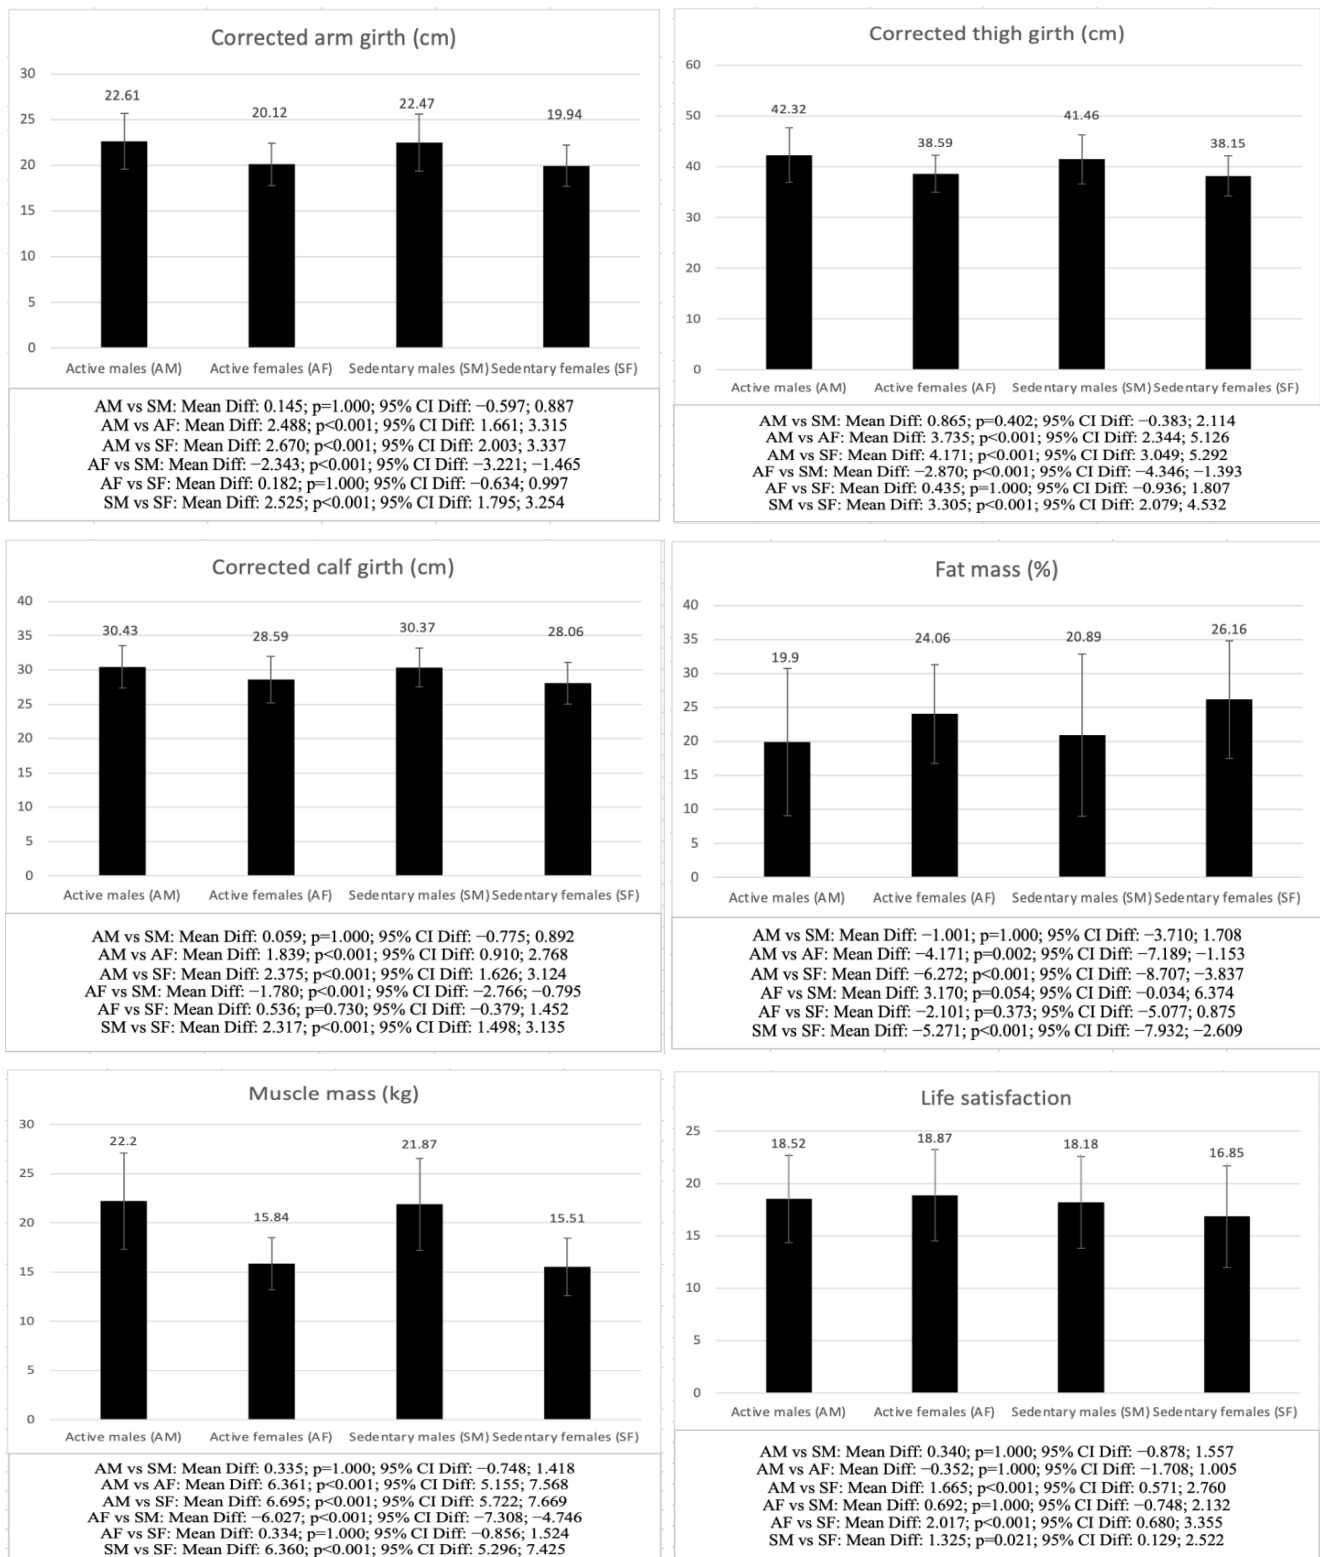 Corrected arm girth (cm)
30
25
20
15
10
5
0
22.61
20.12
22.47
19.94
Active males (AM)
Active females (AF)
Sedentary males (SM)
Sedentary females (SF)
AM vs SM: Mean Diff: 0.145; p=1.000; 95% CI Diff: −0.597; 0.887
AM vs AF: Mean Diff: 2.488; p<0.001; 95% CI Diff: 1.661; 3.315
AM vs SF: Mean Diff: 2.670; p<0.001; 95% CI Diff: 2.003; 3.337
AF vs SM: Mean Diff: −2.343; p<0.001; 95% CI Diff: −3.221; −1.465
AF vs SF: Mean Diff: 0.182; p=1.000; 95% CI Diff: −0.634; 0.997
SM vs SF: Mean Diff: 2.525; p<0.001; 95% CI Diff: 1.795; 3.254
Corrected thigh girth (cm)
60
50
40
30
20
10
0
42.32
38.59
41.46
38.15
Active males (AM)
Active females (AF)
Sedentary males (SM)
Sedentary females (SF)
AM vs SM: Mean Diff: 0.865; p=0.402; 95% CI Diff: −0.383; 2.114
AM vs AF: Mean Diff: 3.735; p<0.001; 95% CI Diff: 2.344; 5.126
AM vs SF: Mean Diff: 4.171; p<0.001; 95% CI Diff: 3.049; 5.292
AF vs SM: Mean Diff: −2.870; p<0.001; 95% CI Diff: −4.346; −1.393
AF vs SF: Mean Diff: 0.435; p=1.000; 95% CI Diff: −0.936; 1.807
SM vs SF: Mean Diff: 3.305; p<0.001; 95% CI Diff: 2.079; 4.532
Corrected calf girth (cm)
40
35
30
25
20
15
10
5
0
30.43
28.59
30.37
28.06
Active males (AM)
Active females (AF)
Sedentary males (SM)
Sedentary females (SF)
AM vs SM: Mean Diff: 0.059; p=1.000; 95% CI Diff: −0.775; 0.892
AM vs AF: Mean Diff: 1.839; p<0.001; 95% CI Diff: 0.910; 2.768
AM vs SF: Mean Diff: 2.375; p<0.001; 95% CI Diff: 1.626; 3.124
AF vs SM: Mean Diff: −1.780; p<0.001; 95% CI Diff: −2.766; −0.795
AF vs SF: Mean Diff: 0.536; p=0.730; 95% CI Diff: −0.379; 1.452
SM vs SF: Mean Diff: 2.317; p<0.001; 95% CI Diff: 1.498; 3.135
Fat mass (%)
40
35
30
25
20
15
10
5
0
19.9
24.06
20.89
26.16
Active males (AM)
Active females (AF)
Sedentary males (SM)
Sedentary females (SF)
AM vs SM: Mean Diff: −1.001; p=1.000; 95% CI Diff: −3.710; 1.708
AM vs AF: Mean Diff: −4.171; p=0.002; 95% CI Diff: −7.189; −1.153
AM vs SF: Mean Diff: −6.272; p<0.001; 95% CI Diff: −8.707; −3.837
AF vs SM: Mean Diff: 3.170; p=0.054; 95% CI Diff: −0.034; 6.374
AF vs SF: Mean Diff: −2.101; p=0.373; 95% CI Diff: −5.077; 0.875
SM vs SF: Mean Diff: −5.271; p<0.001; 95% CI Diff: −7.932; −2.609
Muscle mass (kg)
30
25
20
15
10
5
0
22.2
15.84
21.87
15.51
Active males (AM)
Active females (AF)
Sedentary males (SM)
Sedentary females (SF)
AM vs SM: Mean Diff: 0.335; p=1.000; 95% CI Diff: −0.748; 1.418
AM vs AF: Mean Diff: 6.361; p<0.001; 95% CI Diff: 5.155; 7.568
AM vs SF: Mean Diff: 6.695; p<0.001; 95% CI Diff: 5.722; 7.669
AF vs SM: Mean Diff: −6.027; p<0.001; 95% CI Diff: −7.308; −4.746
AF vs SF: Mean Diff: 0.334; p=1.000; 95% CI Diff: −0.856; 1.524
SM vs SF: Mean Diff: 6.360; p<0.001; 95% CI Diff: 5.296; 7.425
Life satisfaction
25
20
15
10
5
0
18.52
18.87
18.18
16.85
Active males (AM)
Active females (AF)
Sedentary males (SM)
Sedentary females (SF)
AM vs SM: Mean Diff: 0.340; p=1.000; 95% CI Diff: −0.878; 1.557
AM vs AF: Mean Diff: −0.352; p=1.000; 95% CI Diff: −1.708; 1.005
AM vs SF: Mean Diff: 1.665; p<0.001; 95% CI Diff: 0.571; 2.760
AF vs SM: Mean Diff: 0.692; p=1.000; 95% CI Diff: −0.748; 2.132
AF vs SF: Mean Diff: 2.017; p<0.001; 95% CI Diff: 0.680; 3.355
SM vs SF: Mean Diff: 1.325; p=0.021; 95% CI Diff: 0.129; 2.522